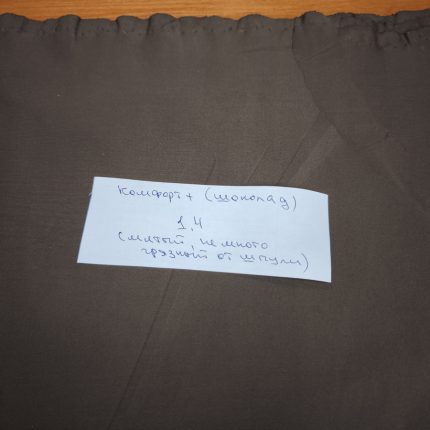 Комфорт + (шоколад)
1,4
(мятый, немного
грязный от шпули)